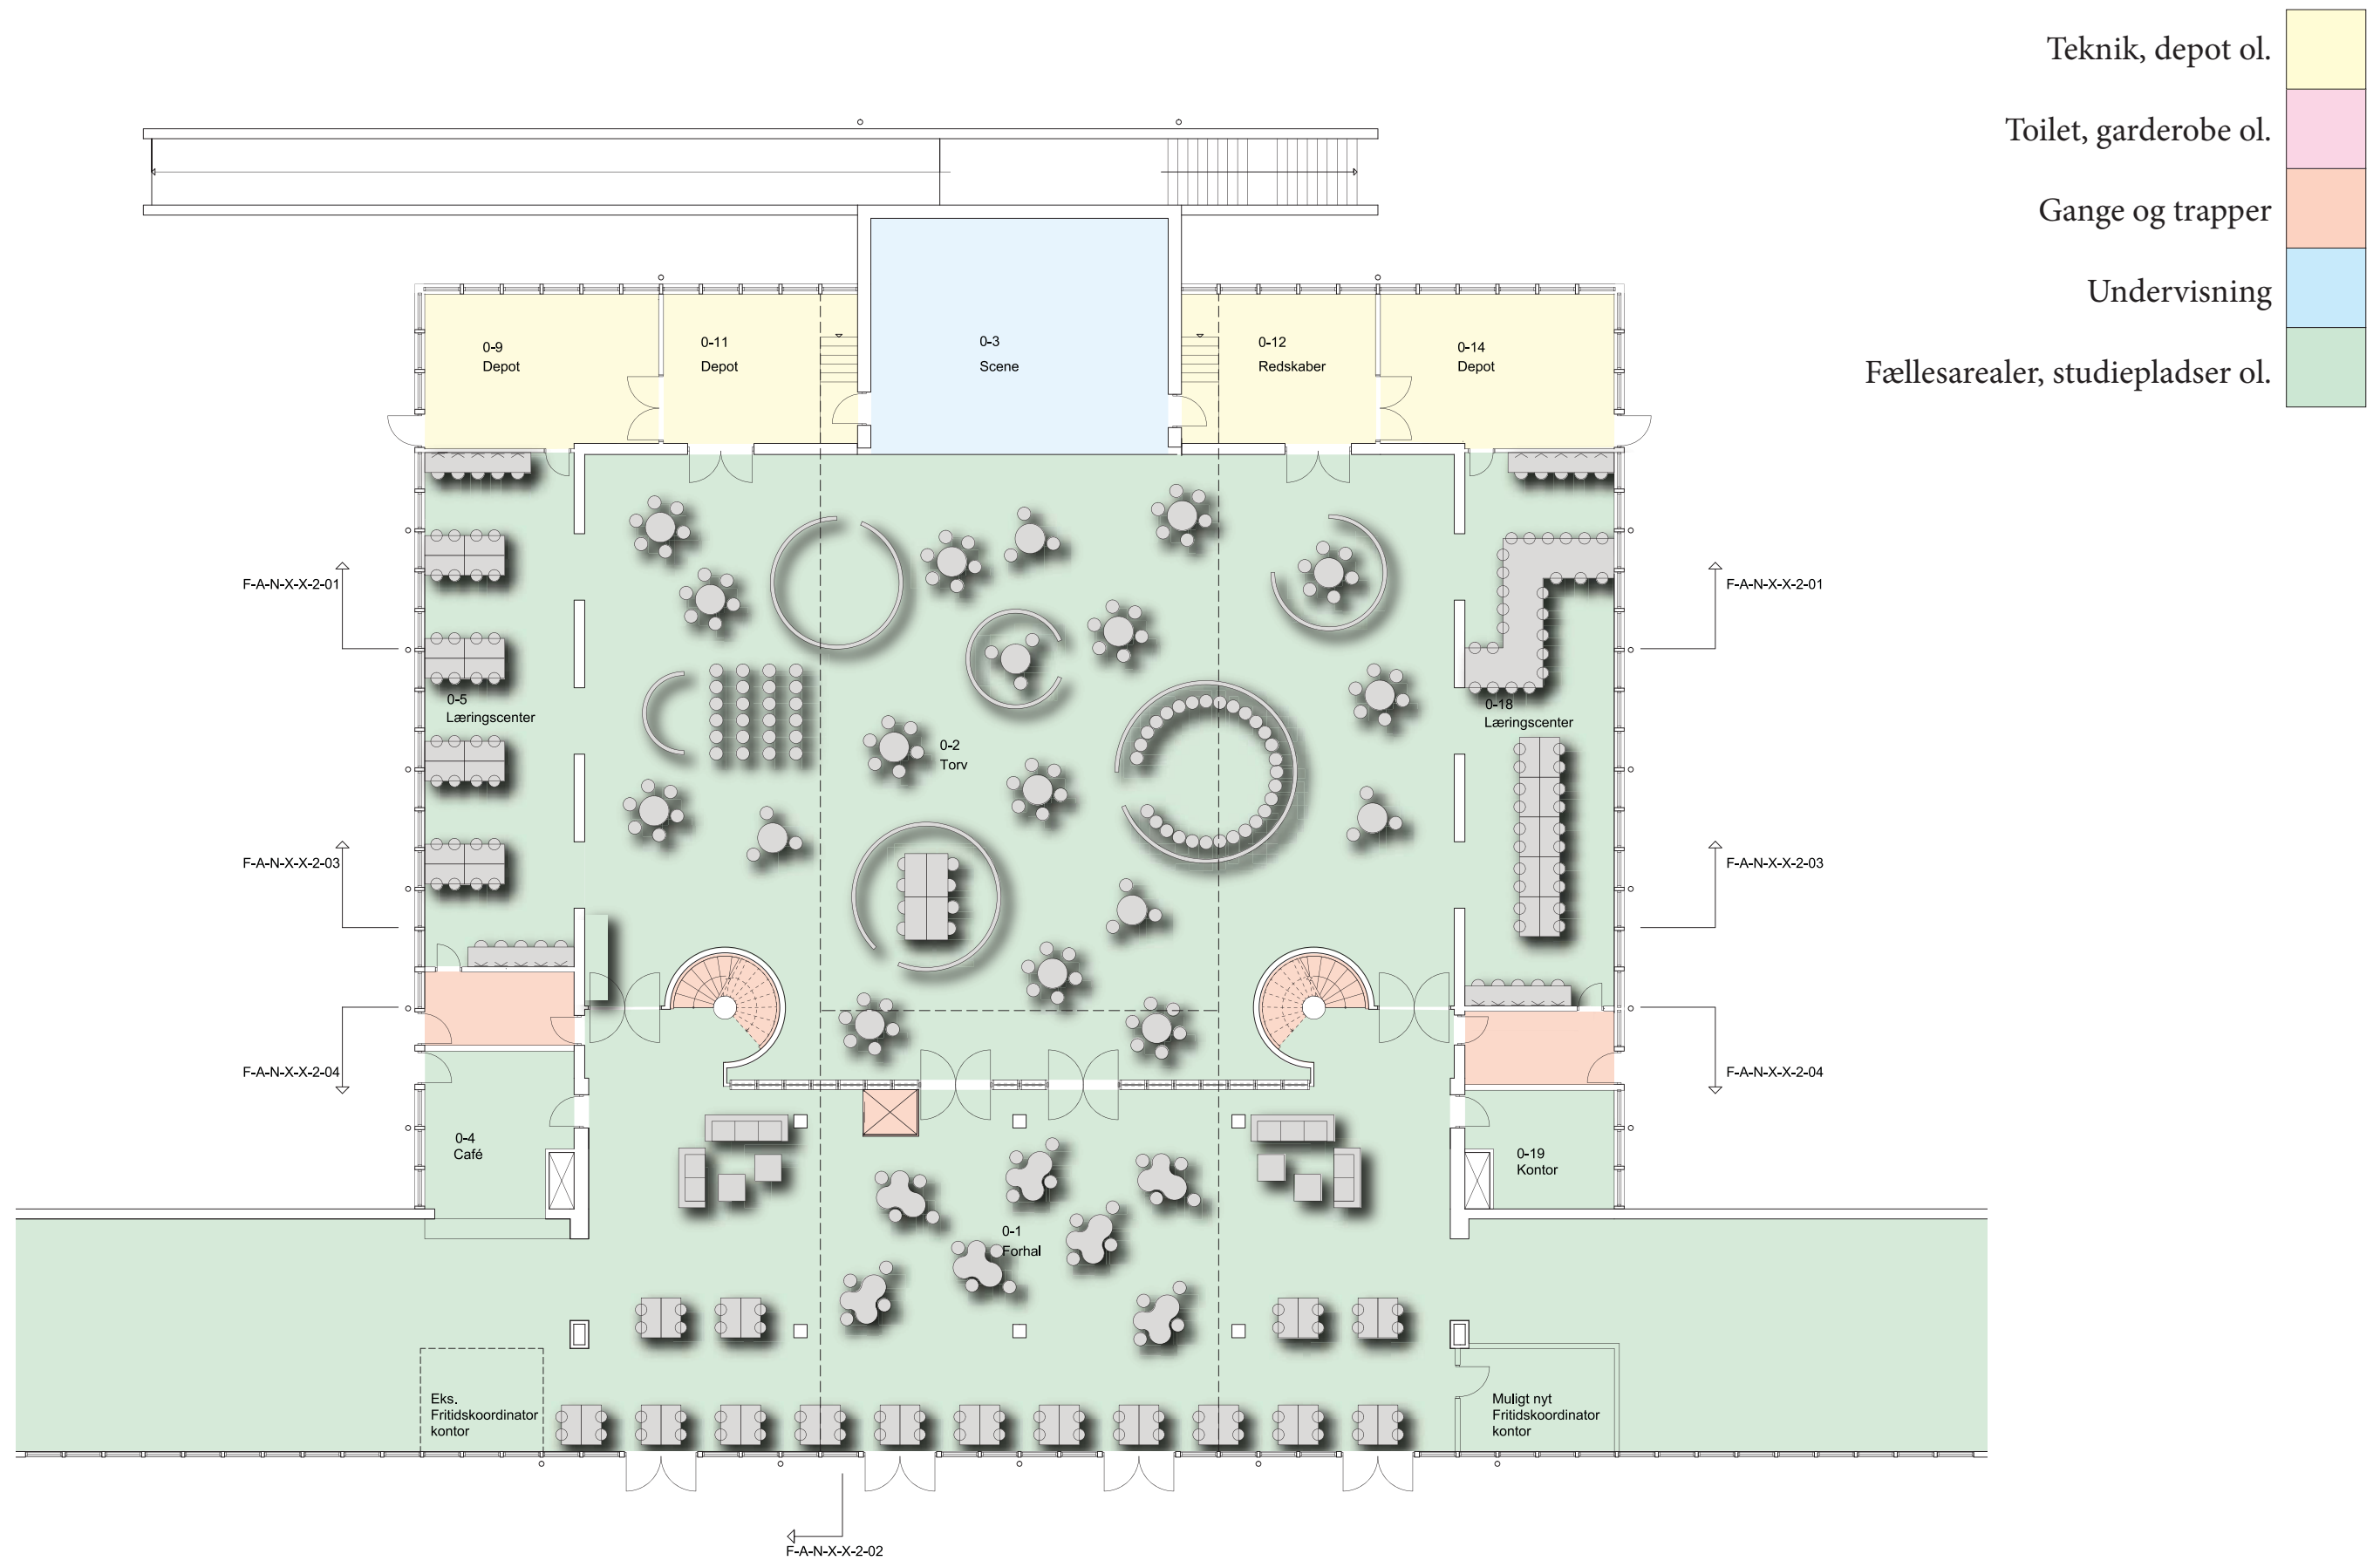 Teknik, depot ol.
Toilet, garderobe ol.
Gange og trapper
Undervisning
Fællesarealer, studiepladser ol.
0-9
Depot
0-11
Depot
0-3
Scene
0-12
Redskaber
0-14
Depot
F-A-N-X-X-2-01
F-A-N-X-X-2-01
0-5
Læringscenter
0-18
Læringscenter
0-2
Torv
F-A-N-X-X-2-03
F-A-N-X-X-2-03
F-A-N-X-X-2-04
F-A-N-X-X-2-04
0-4
Café
0-19
Kontor
0-1
Forhal
Eks.
Fritidskoordinator
kontor
Muligt nyt
Fritidskoordinator
kontor
F-A-N-X-X-2-02